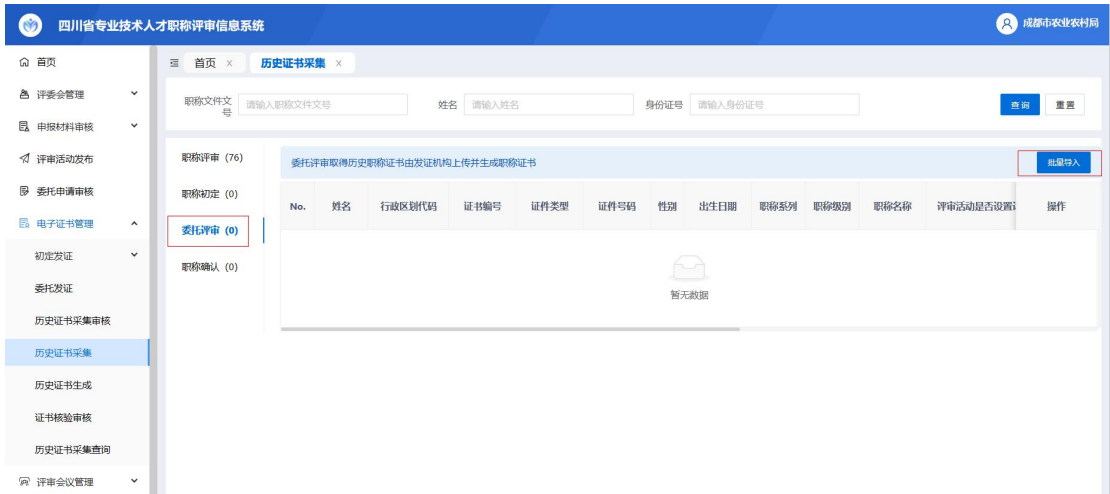 四川省专业技术人才职称评审信息系统
成都市农业农村局
首页
评委会管理
申报材料审核
评审活动发布
委托申请审核
电子证书管理
初定发证
委托发证
历史证书采集审核
历史证书采集
历史证书生成
证书核验审核
历史证书采集查询
评审会议管理
首页 ×
历史证书采集 ×
职称文件文号 请输入职称文件文号
姓名 请输入姓名
身份证号 请输入身份证号
查询
重置
职称评审 (76)
职称初定 (0)
委托评审 (0)
职称确认 (0)
委托评审取得历史职称证书由发证机构上传并生成职称证书
批量导入
No. 姓名 行政区划代码 证书编号 证件类型 证件号码 性别 出生日期 职称系列 职称级别 职称名称 评审活动是否设置 操作
暂无数据